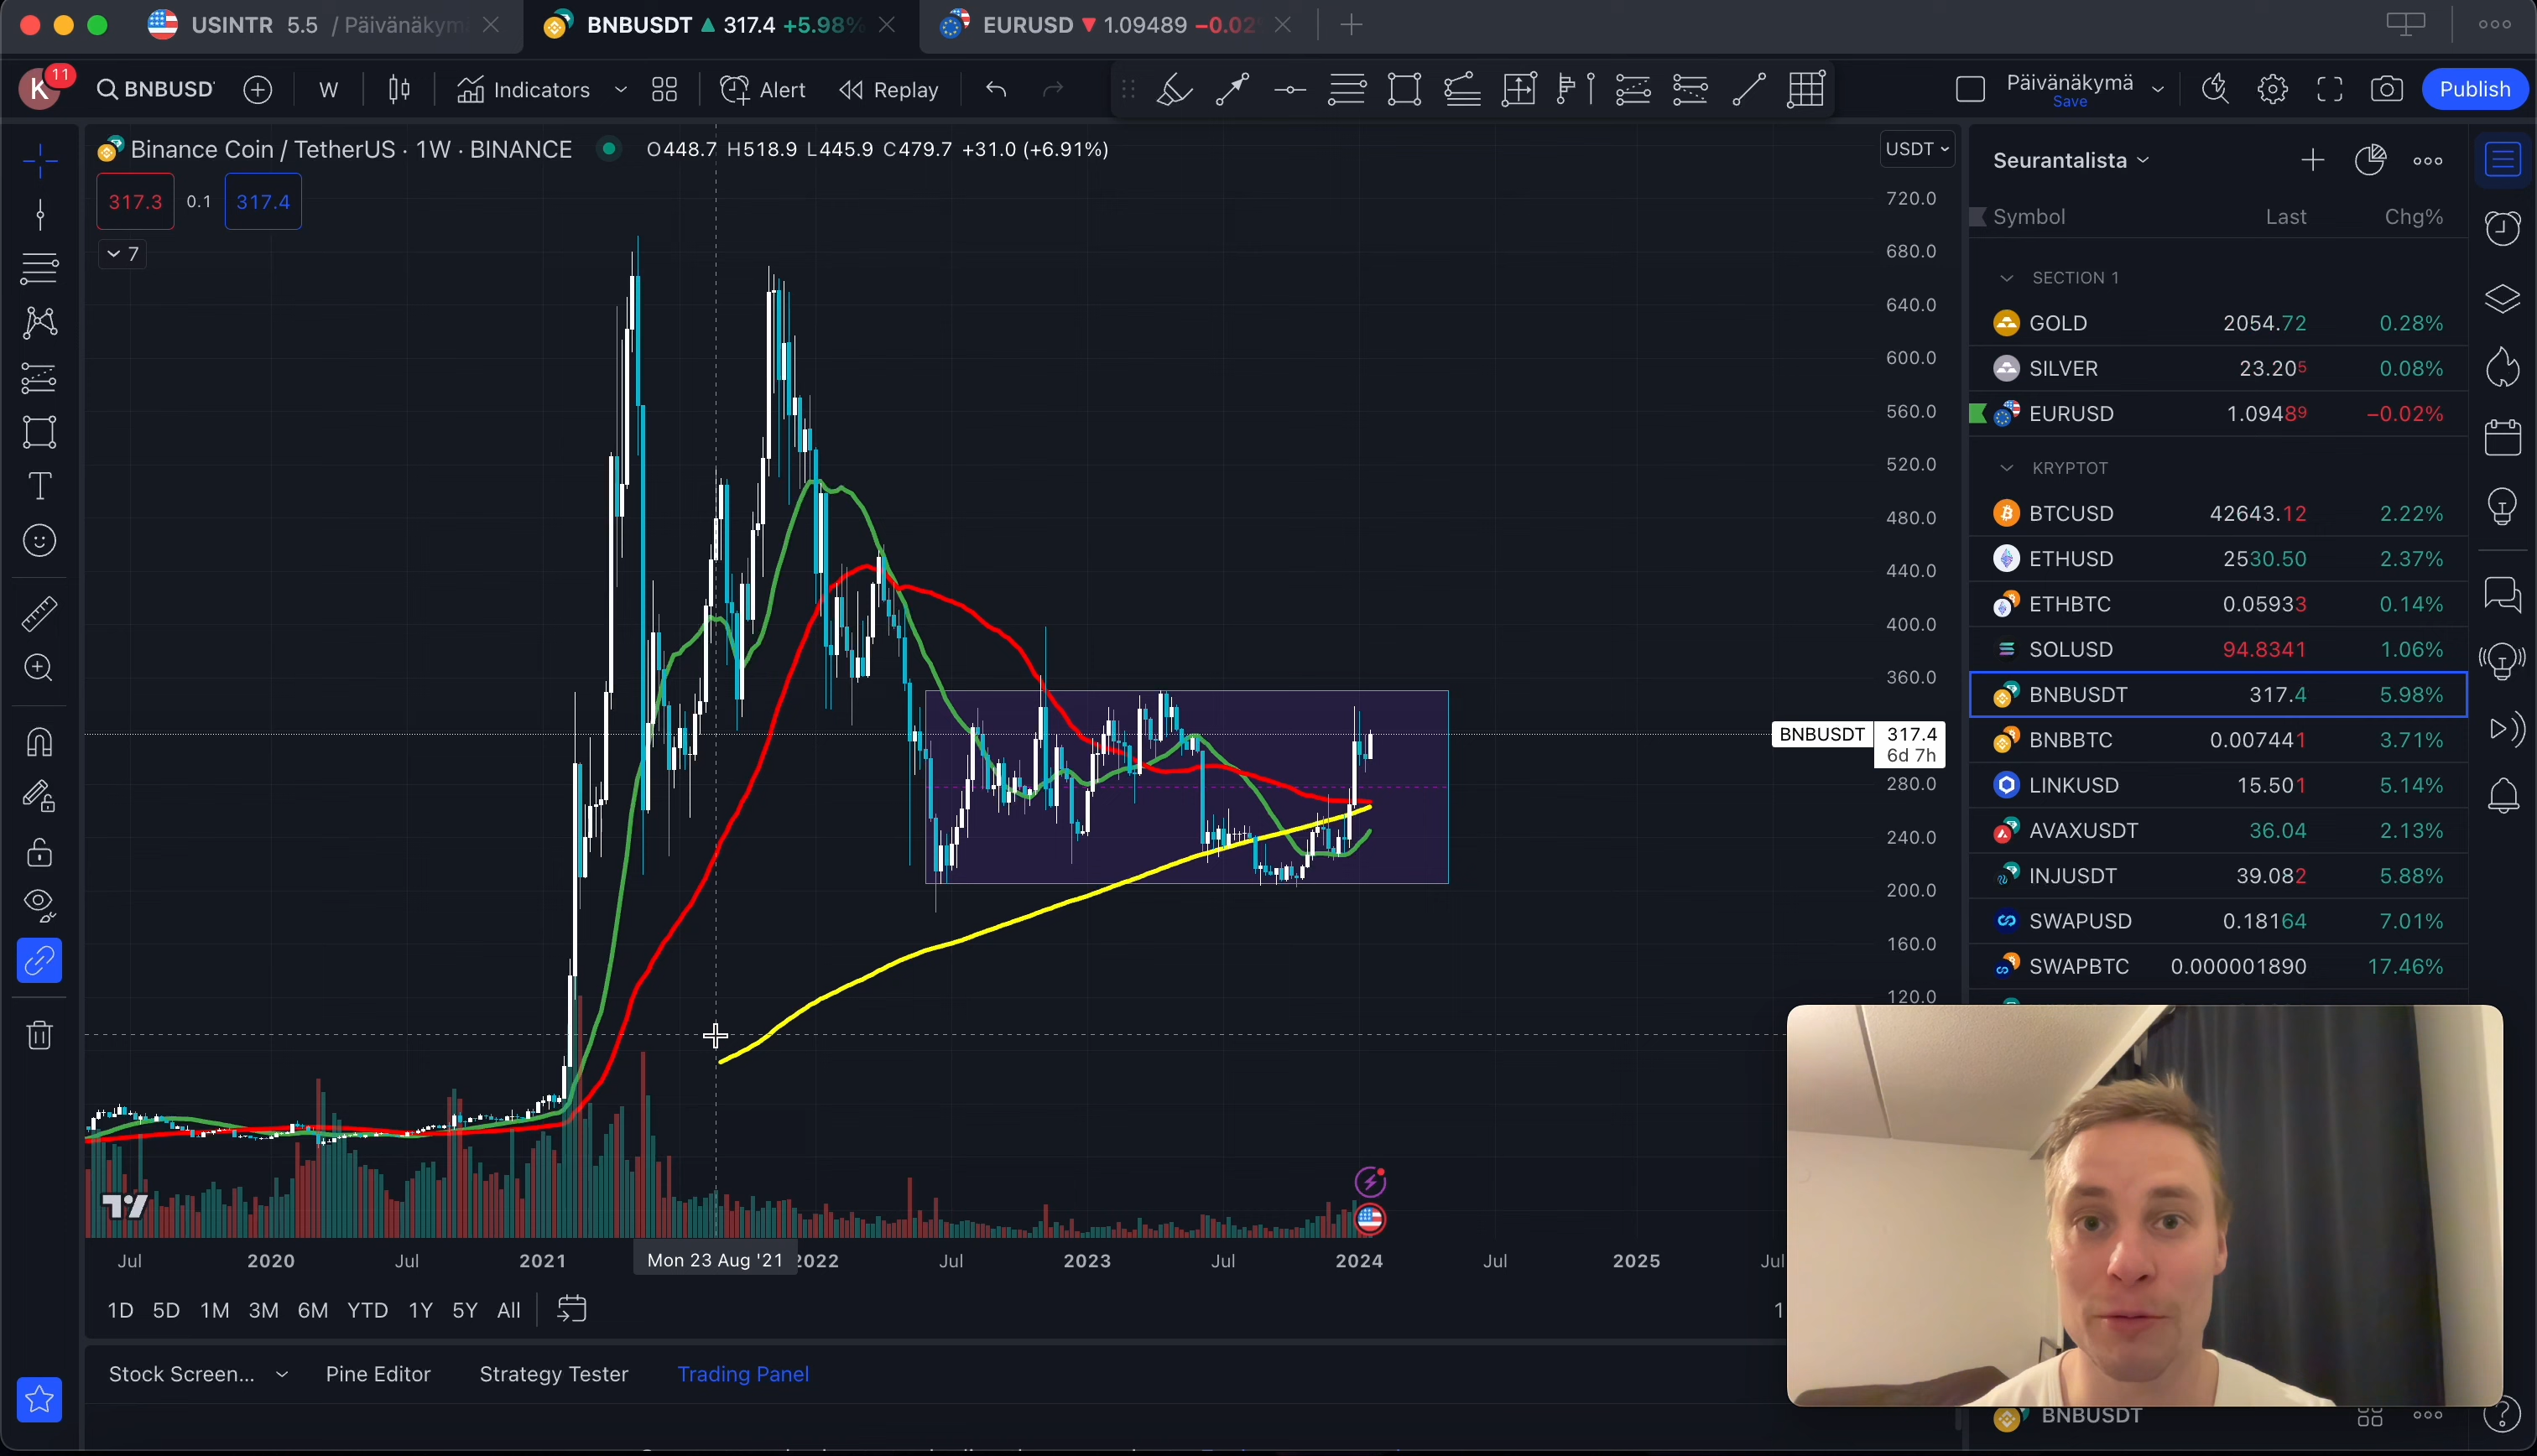 USINTR 5.5 / Päivänäkym
BNBUSDT ▲ 317.4 +5.98%
EURUSD ▼ 1.09489 −0.02
K 11
BNBUSD
W
Indicators
Alert
Replay
Päivänäkymä
Save
Publish
Binance Coin / TetherUS · 1W · BINANCE
O448.7 H518.9 L445.9 C479.7 +31.0 (+6.91%)
USDT
317.3 0.1 317.4
7
720.0
680.0
640.0
600.0
560.0
520.0
480.0
440.0
400.0
360.0
BNBUSDT 317.4
6d 7h
280.0
240.0
200.0
160.0
120.0
Jul 2020 Jul 2021 Mon 23 Aug '21 2022 Jul 2023 Jul 2024 Jul 2025 Jul
1D 5D 1M 3M 6M YTD 1Y 5Y All
1
Stock Screen... Pine Editor Strategy Tester Trading Panel
Seurantalista
Symbol Last Chg%
SECTION 1
GOLD 2054.72 0.28%
SILVER 23.205 0.08%
EURUSD 1.09489 −0.02%
KRYPTOT
BTCUSD 42643.12 2.22%
ETHUSD 2530.50 2.37%
ETHBTC 0.05933 0.14%
SOLUSD 94.8341 1.06%
BNBUSDT 317.4 5.98%
BNBBTC 0.007441 3.71%
LINKUSD 15.501 5.14%
AVAXUSDT 36.04 2.13%
INJUSDT 39.082 5.88%
SWAPUSD 0.18164 7.01%
SWAPBTC 0.000001890 17.46%
BNBUSDT